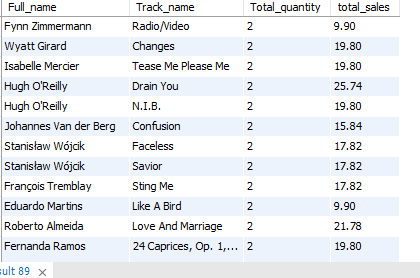 Full_name Track_name Total_quantity total_sales
Fynn Zimmermann Radio/Video 2 9.90
Wyatt Girard Changes 2 19.80
Isabelle Mercier Tease Me Please Me 2 19.80
Hugh O'Reilly Drain You 2 25.74
Hugh O'Reilly N.I.B. 2 19.80
Johannes Van der Berg Confusion 2 15.84
Stanisław Wójcik Faceless 2 17.82
Stanisław Wójcik Savior 2 17.82
François Tremblay Sting Me 2 17.82
Eduardo Martins Like A Bird 2 9.90
Roberto Almeida Love And Marriage 2 21.78
Fernanda Ramos 24 Caprices, Op. 1,... 2 19.80
sult 89 ×